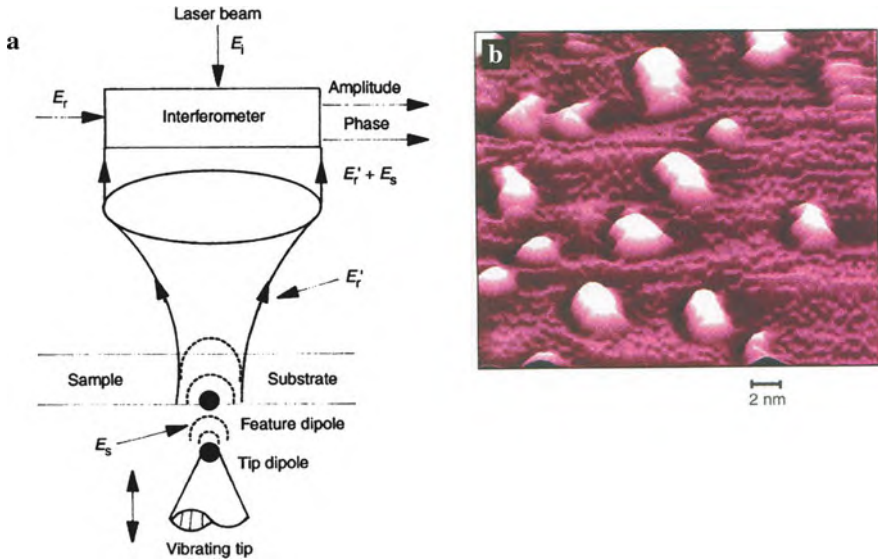 a
Laser beam
E_i
E_r
Interferometer
Amplitude
Phase
E_r' + E_s
E_r'
Sample
Substrate
E_s
Feature dipole
Tip dipole
Vibrating tip
b
2 nm